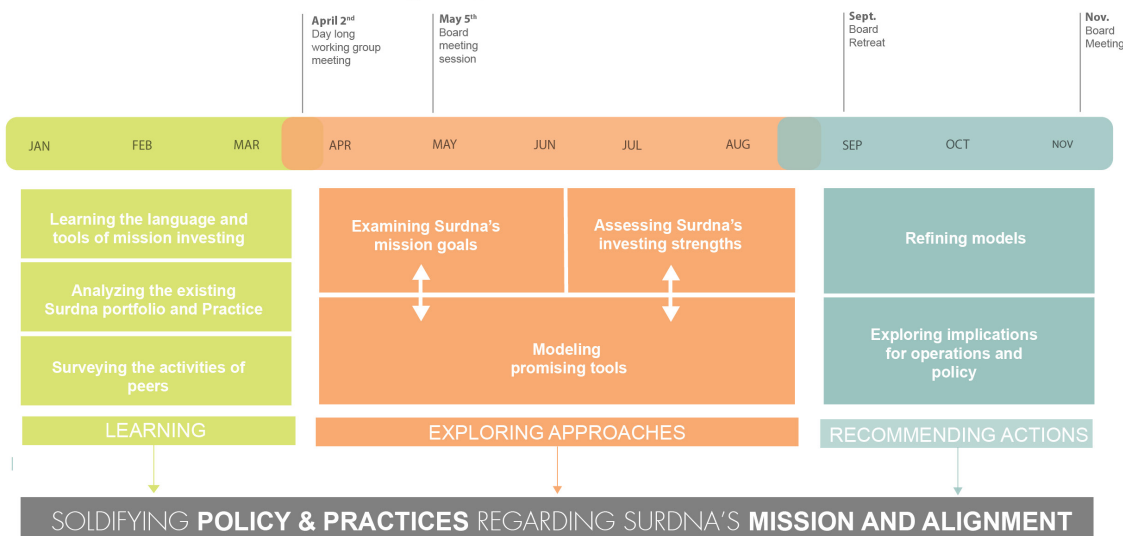 April 2nd
Day long
working group
meeting
May 5th
Board
meeting
session
Sept.
Board
Retreat
Nov.
Board
Meeting
JAN FEB MAR APR MAY JUN JUL AUG SEP OCT NOV
Learning the language and
tools of mission investing
Analyzing the existing
Surdna portfolio and Practice
Surveying the activities of
peers
Examining Surdna's
mission goals
Assessing Surdna's
investing strengths
Modeling
promising tools
Refining models
Exploring implications
for operations and
policy
LEARNING
EXPLORING APPROACHES
RECOMMENDING ACTIONS
SOLDIFYING POLICY & PRACTICES REGARDING SURDNA'S MISSION AND ALIGNMENT